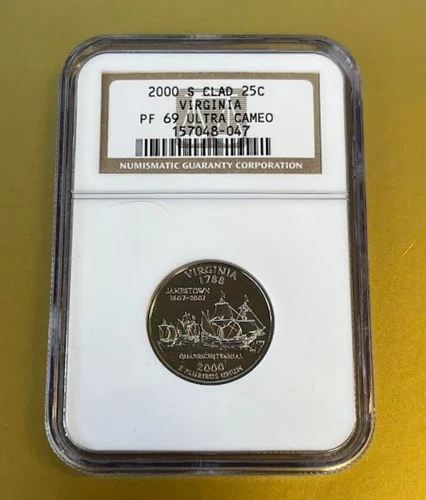 2000 S CLAD 25C
VIRGINIA
PF 69 ULTRA CAMEO
157048-047
NUMISMATIC GUARANTY CORPORATION
VIRGINIA
1788
JAMESTOWN
1607-2007
QUADRICENTENNIAL
2000
E PLURIBUS UNUM